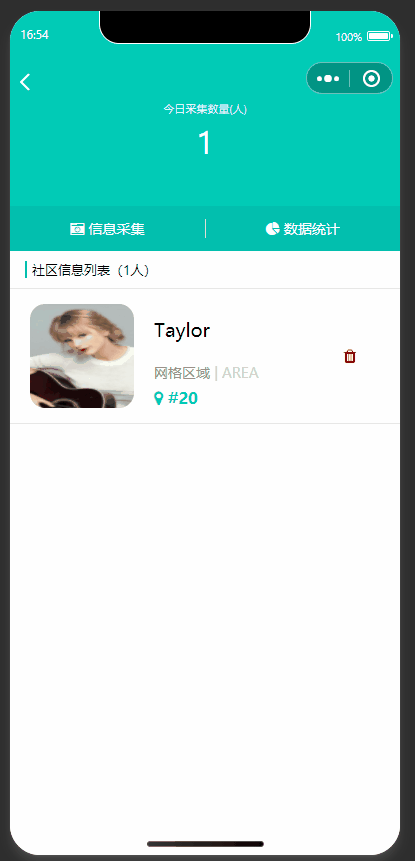 16:54
100%
今日采集数量(人)
1
信息采集
数据统计
社区信息列表（1人）
Taylor
网格区域 | AREA
#20